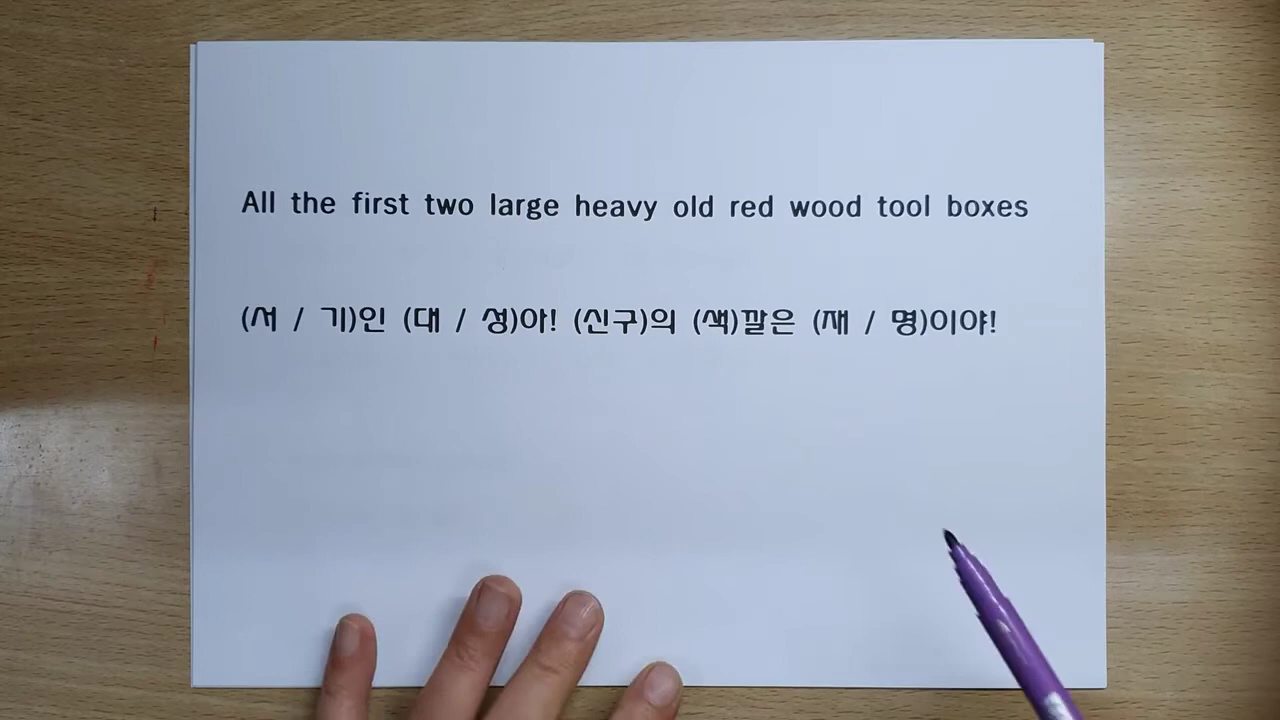 All the first two large heavy old red wood tool boxes
(서 / 기)인 (대 / 성)아! (신구)의 (색)깔은 (재 / 명)이야!